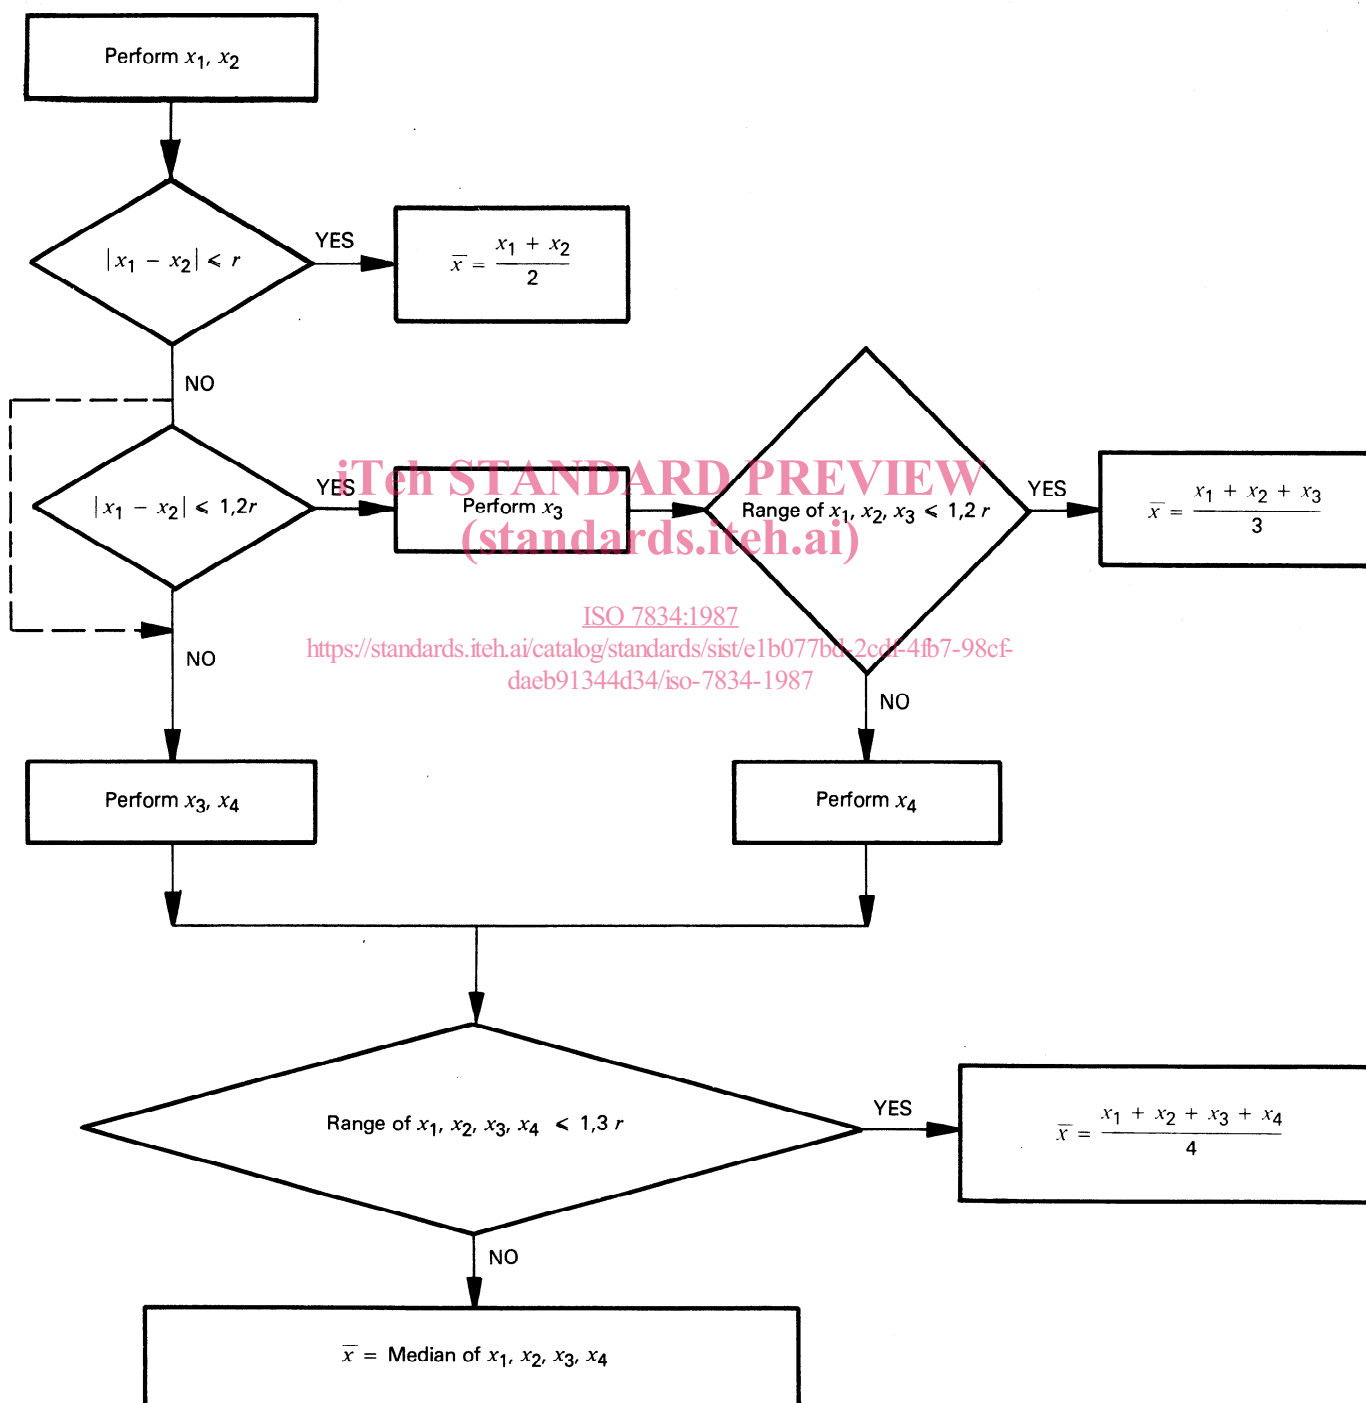 Perform x1, x2
|x1 − x2| ⩽ r
YES
x̅ = (x1 + x2) / 2
NO
|x1 − x2| ⩽ 1,2r
YES
Perform x3
Range of x1, x2, x3 ⩽ 1,2 r
YES
x̅ = (x1 + x2 + x3) / 3
iTeh STANDARD PREVIEW
(standards.iteh.ai)
ISO 7834:1987
https://standards.iteh.ai/catalog/standards/sist/e1b077bd-2cdf-4fb7-98cf-
daeb91344d34/iso-7834-1987
NO
NO
Perform x3, x4
Perform x4
Range of x1, x2, x3, x4 ⩽ 1,3 r
YES
x̅ = (x1 + x2 + x3 + x4) / 4
NO
x̅ = Median of x1, x2, x3, x4